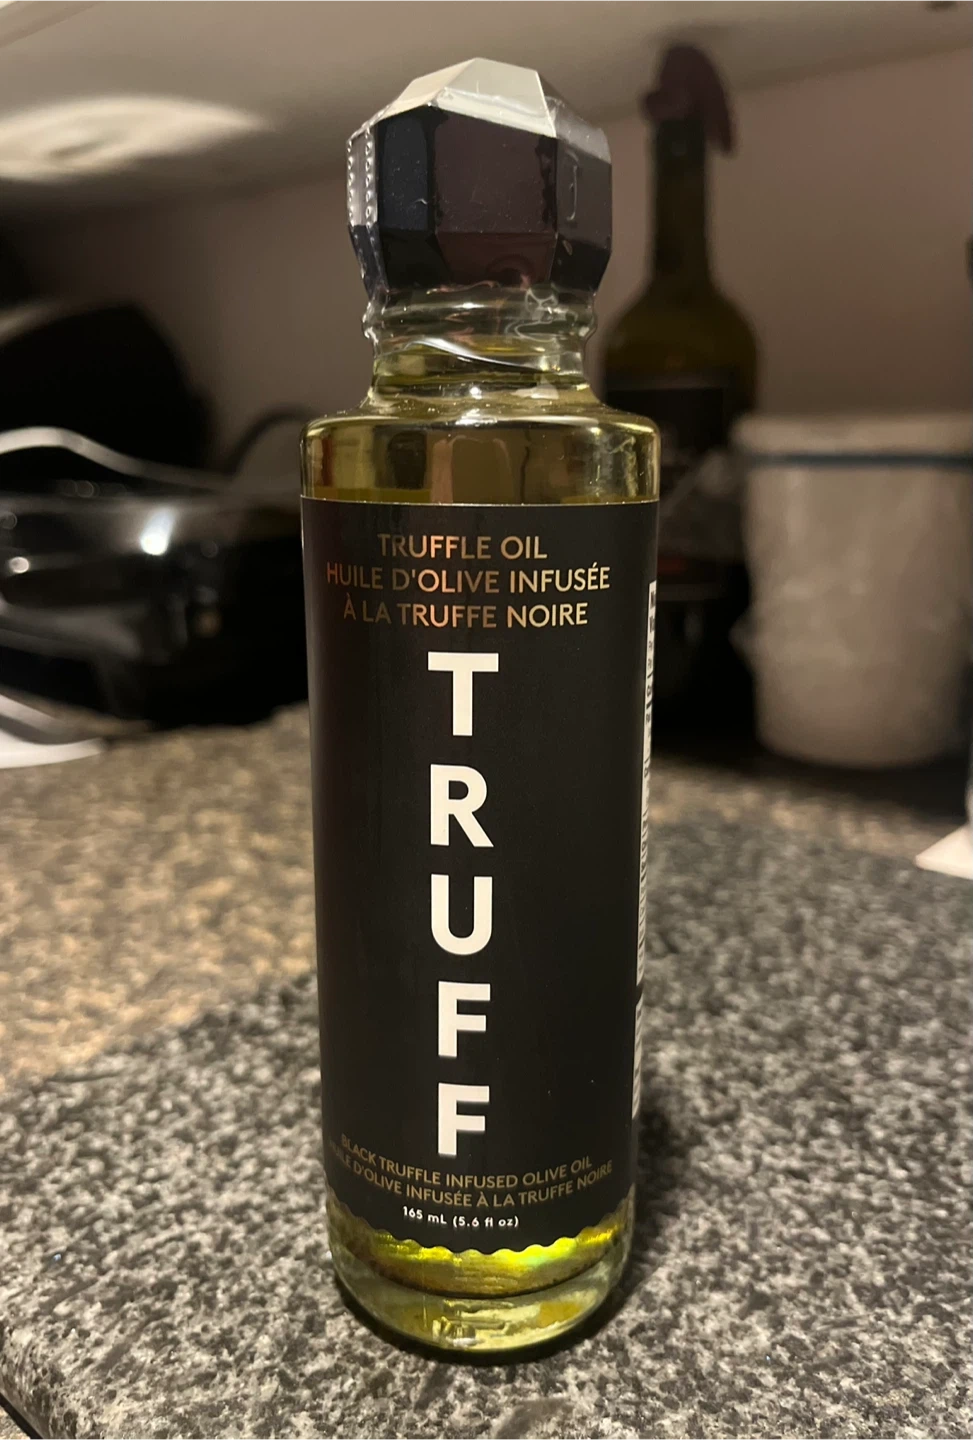 TRUFFLE OIL
HUILE D'OLIVE INFUSÉE
À LA TRUFFE NOIRE
TRUFF
BLACK TRUFFLE INFUSED OLIVE OIL
HUILE D'OLIVE INFUSÉE À LA TRUFFE NOIRE
165 mL (5.6 fl oz)